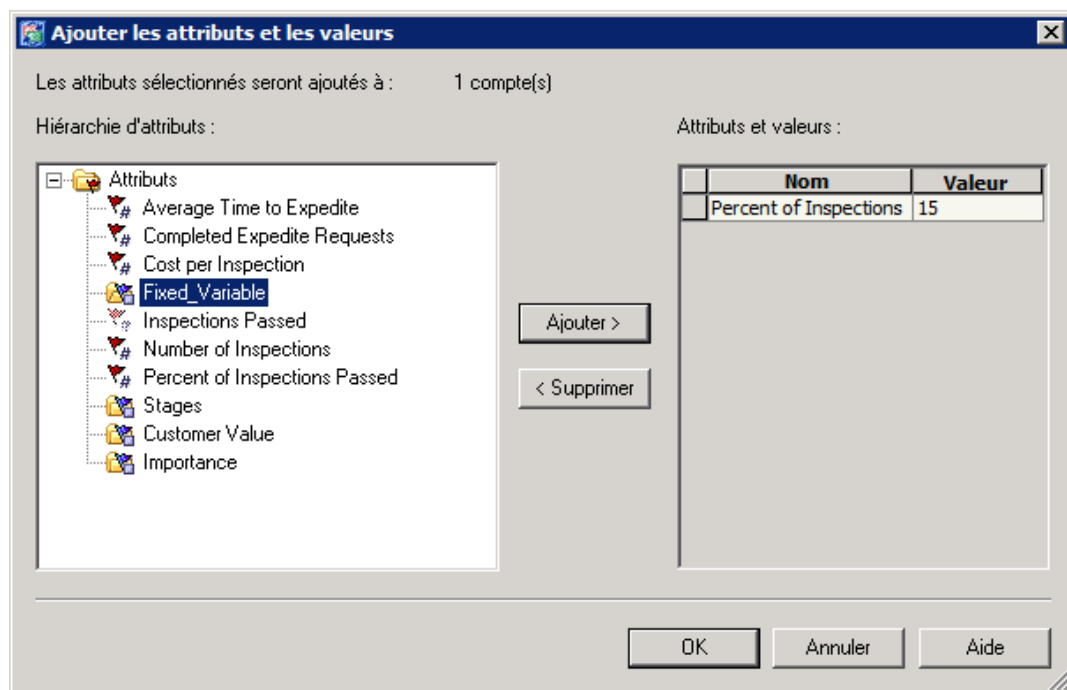 Ajouter les attributs et les valeurs
Les attributs sélectionnés seront ajoutés à : 1 compte(s)
Hiérarchie d'attributs :
Attributs et valeurs :
Attributs
Average Time to Expedite
Completed Expedite Requests
Cost per Inspection
Fixed_Variable
Inspections Passed
Number of Inspections
Percent of Inspections Passed
Stages
Customer Value
Importance
Ajouter >
< Supprimer
Nom Valeur
Percent of Inspections 15
OK Annuler Aide